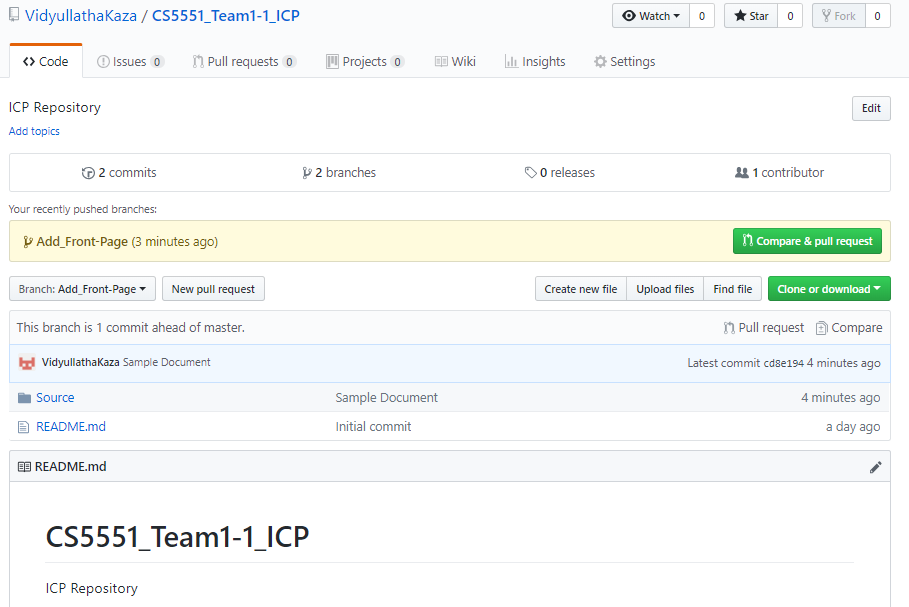 VidyullathaKaza / CS5551_Team1-1_ICP
Watch 0 Star 0 Fork 0
Code Issues 0 Pull requests 0 Projects 0 Wiki Insights Settings
ICP Repository Edit
Add topics
2 commits 2 branches 0 releases 1 contributor
Your recently pushed branches:
Add_Front-Page (3 minutes ago) Compare & pull request
Branch: Add_Front-Page New pull request Create new file Upload files Find file Clone or download
This branch is 1 commit ahead of master. Pull request Compare
VidyullathaKaza Sample Document Latest commit cd8e194 4 minutes ago
Source Sample Document 4 minutes ago
README.md Initial commit a day ago
README.md
CS5551_Team1-1_ICP
ICP Repository